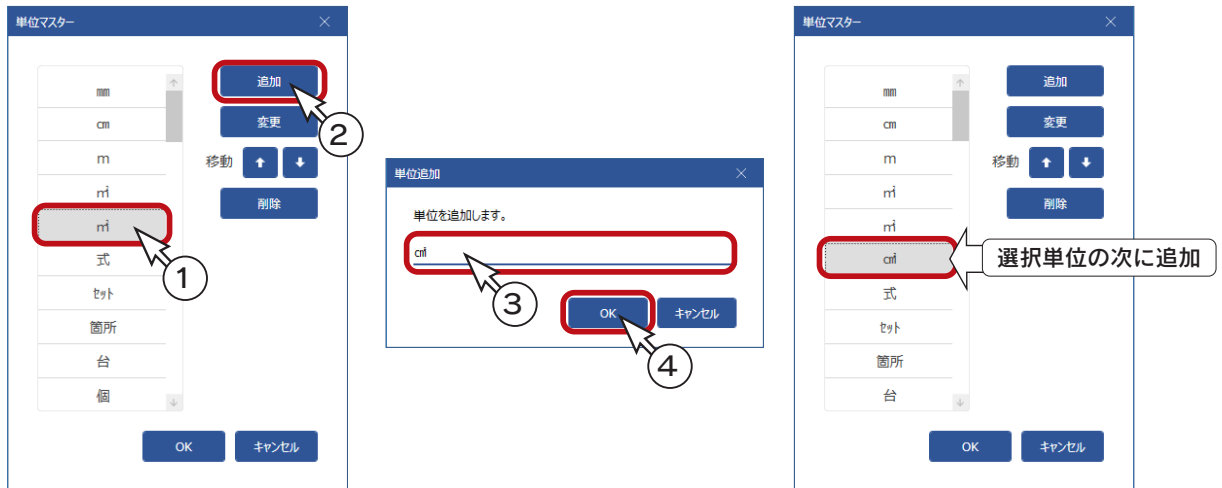 単位マスター
㎜
㎝
m
㎡
㎥
式
ｾｯﾄ
箇所
台
個
追加
変更
移動
削除
OK
キャンセル
①
②
単位追加
単位を追加します。
OK
キャンセル
③
④
単位マスター
㎜
㎝
m
㎡
㎥
式
ｾｯﾄ
箇所
台
追加
変更
移動
削除
選択単位の次に追加
OK
キャンセル